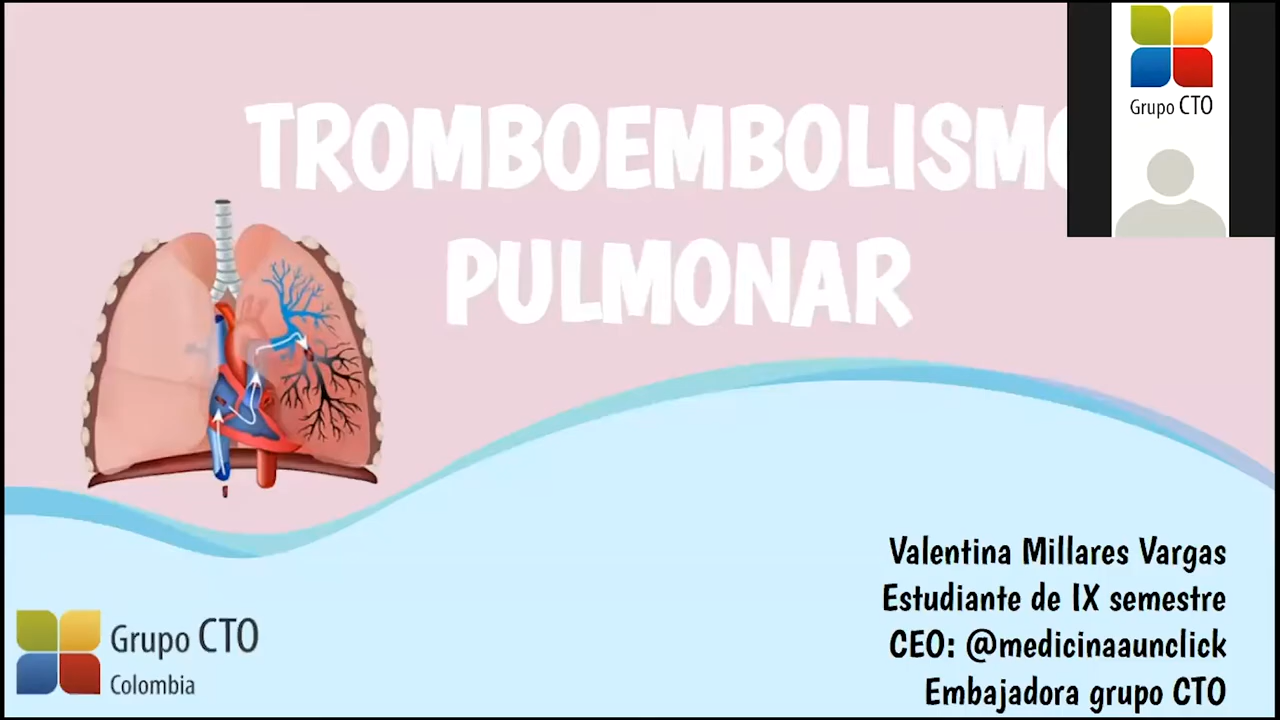 TROMBOEMBOLISMO
PULMONAR
Grupo CTO
Valentina Millares Vargas
Estudiante de IX semestre
CEO: @medicinaaunclick
Embajadora grupo CTO
Grupo CTO
Colombia